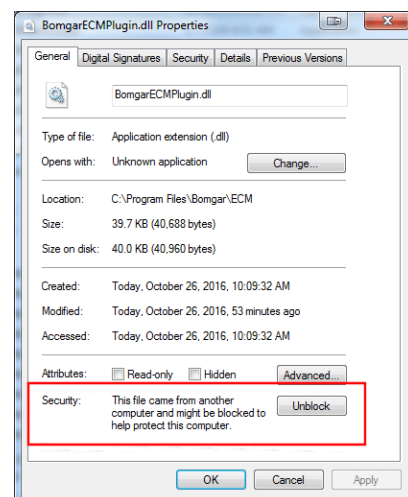 BomgarECMPlugin.dll Properties
General Digital Signatures Security Details Previous Versions
BomgarECMPlugin.dll
Type of file: Application extension (.dll)
Opens with: Unknown application Change...
Location: C:\Program Files\Bomgar\ECM
Size: 39.7 KB (40,688 bytes)
Size on disk: 40.0 KB (40,960 bytes)
Created: Today, October 26, 2016, 10:09:32 AM
Modified: Today, October 26, 2016, 53 minutes ago
Accessed: Today, October 26, 2016, 10:09:32 AM
Attributes: Read-only Hidden Advanced...
Security: This file came from another
computer and might be blocked to
help protect this computer.
Unblock
OK Cancel Apply